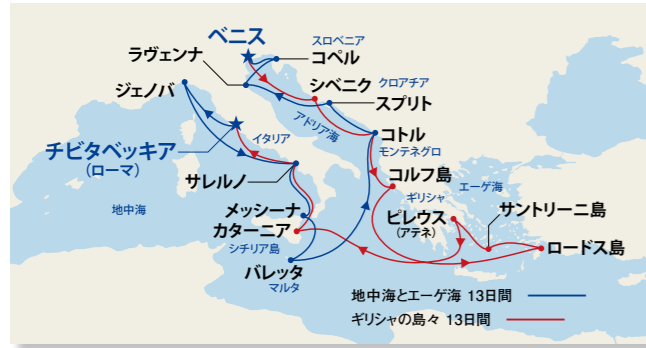 ベニス
スロベニア
ラヴェンナ
コペル
ジェノバ
シベニク
クロアチア
スプリト
アドリア海
チビタベッキア
(ローマ)
イタリア
コトル
モンテネグロ
サレルノ
コルフ島
ギリシャ
エーゲ海
地中海
メッシーナ
ピレウス
(アテネ)
サントリーニ島
カターニア
シチリア島
ロードス島
バレッタ
マルタ
地中海とエーゲ海 13日間
ギリシャの島々 13日間